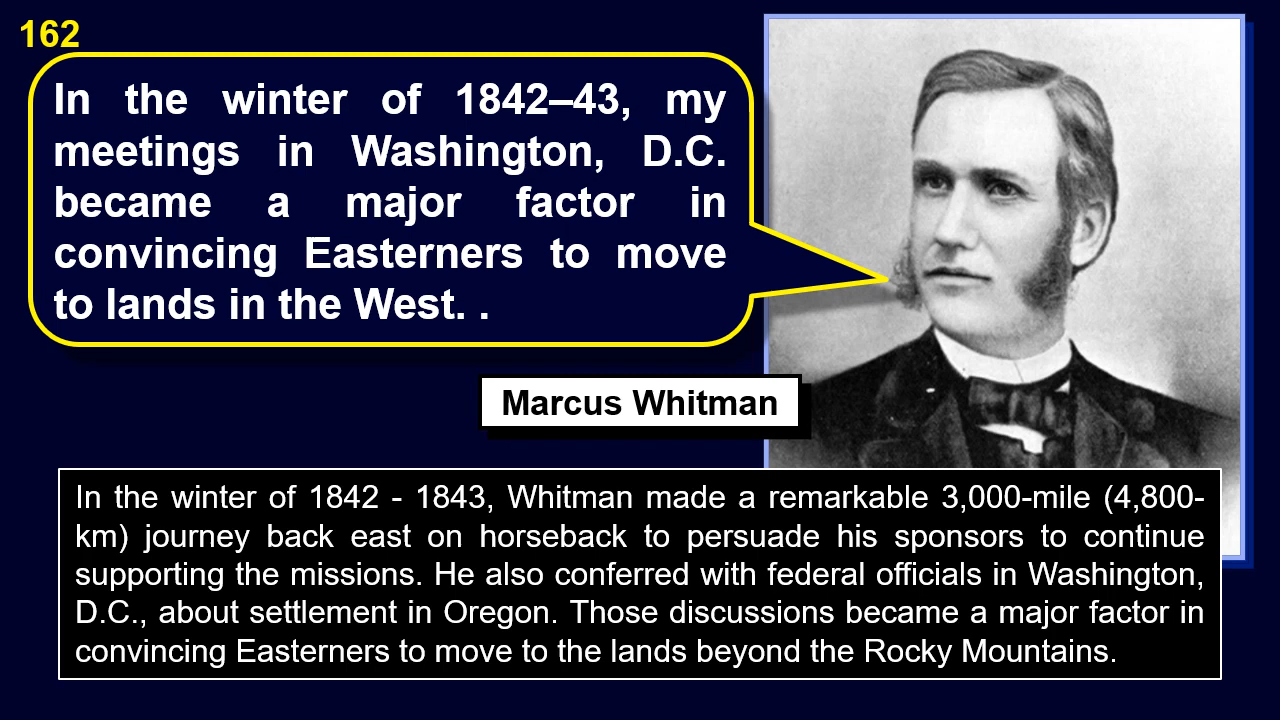 162
In the winter of 1842–43, my
meetings in Washington, D.C.
became a major factor in
convincing Easterners to move
to lands in the West. .
Marcus Whitman
In the winter of 1842 - 1843, Whitman made a remarkable 3,000-mile (4,800-
km) journey back east on horseback to persuade his sponsors to continue
supporting the missions. He also conferred with federal officials in Washington,
D.C., about settlement in Oregon. Those discussions became a major factor in
convincing Easterners to move to the lands beyond the Rocky Mountains.